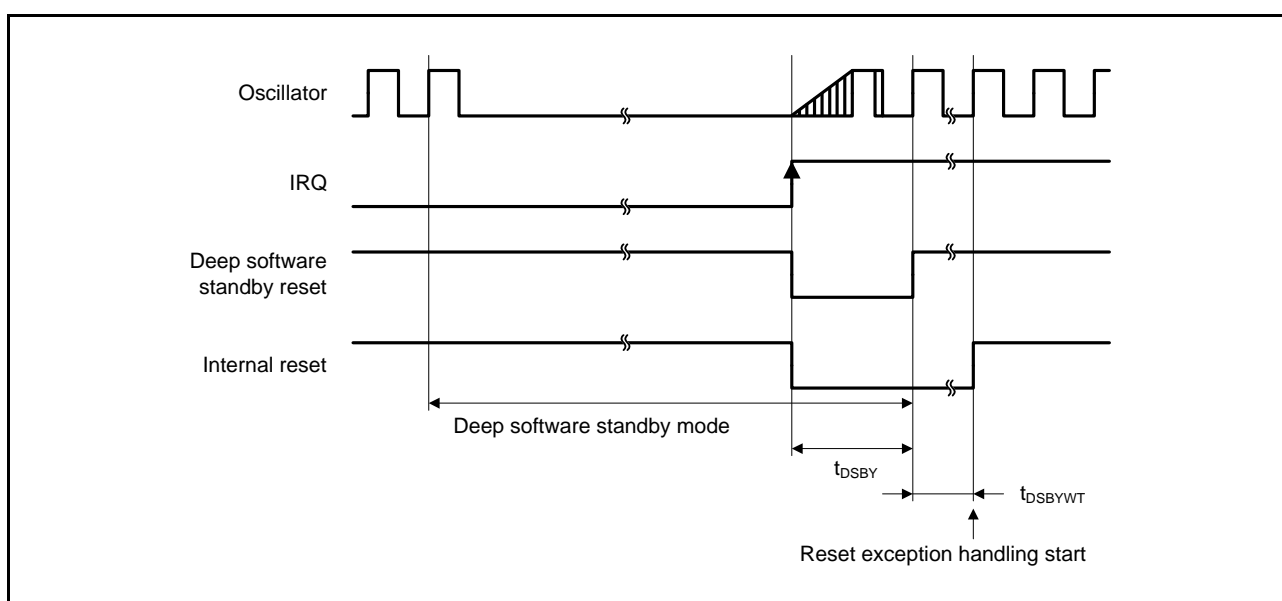 Oscillator
IRQ
Deep software
standby reset
Internal reset
Deep software standby mode
tDSBY
tDSBYWT
Reset exception handling start